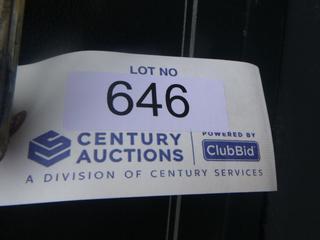 LOT NO
646
CENTURY
AUCTIONS
POWERED BY
ClubBid
A DIVISION OF CENTURY SERVICES